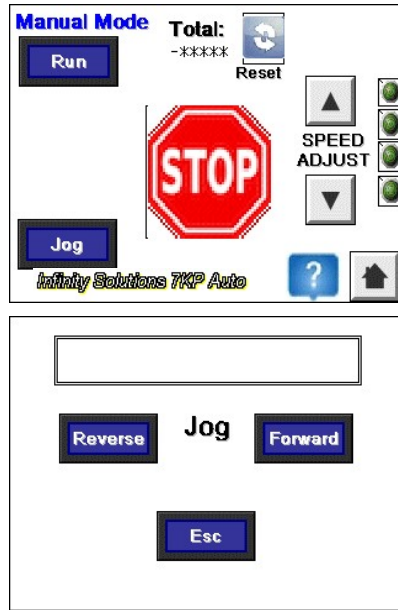 Manual Mode
Total:
Run
-*****
Reset
STOP
SPEED
ADJUST
Jog
Infinity Solutions 7KP Auto
?
Reverse
Jog
Forward
Esc